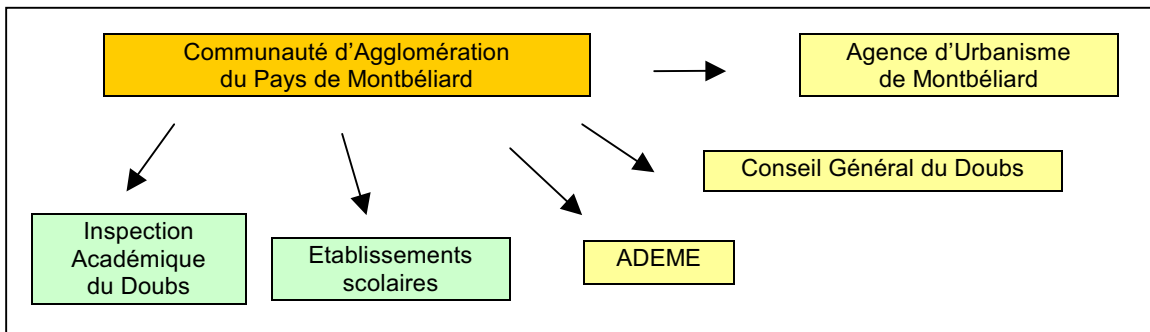 Communauté d’Agglomération
du Pays de Montbéliard
Agence d’Urbanisme
de Montbéliard
Conseil Général du Doubs
Inspection
Académique
du Doubs
Etablissements
scolaires
ADEME